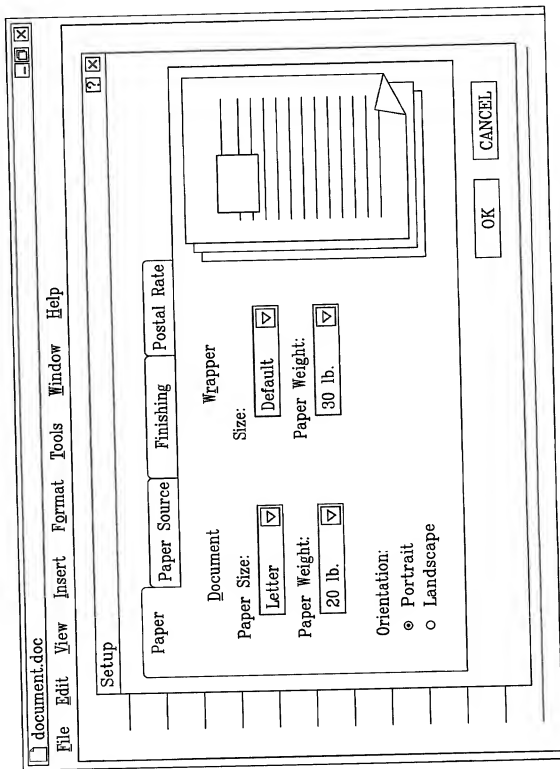 document.doc
File Edit View Insert Format Tools Window Help
Setup
Paper Paper Source Finishing Postal Rate
Document Wrapper
Paper Size: Size:
Letter Default
Paper Weight: Paper Weight:
20 lb. 30 lb.
Orientation:
Portrait
Landscape
OK CANCEL